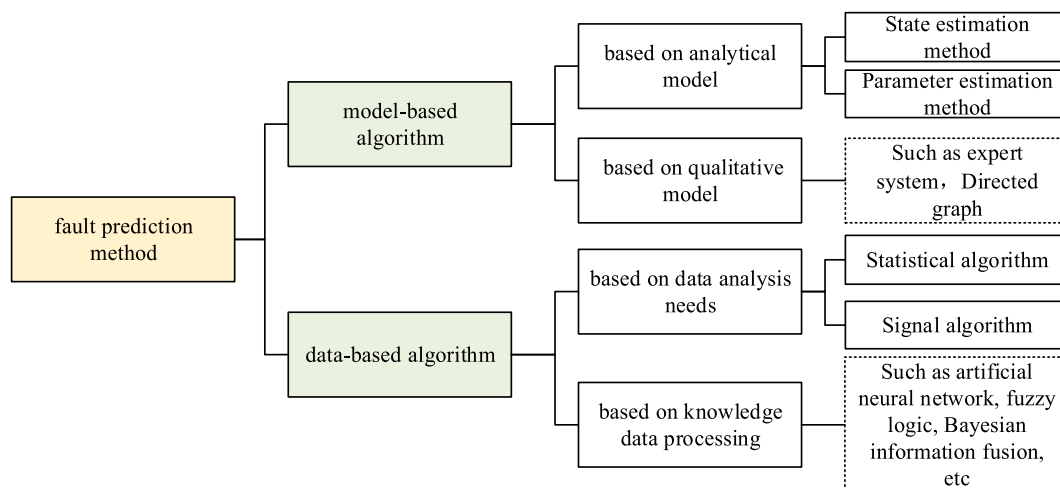 fault prediction
method
model-based
algorithm
data-based algorithm
based on analytical
model
based on qualitative
model
based on data analysis
needs
based on knowledge
data processing
State estimation
method
Parameter estimation
method
Such as expert
system，Directed
graph
Statistical algorithm
Signal algorithm
Such as artificial
neural network, fuzzy
logic, Bayesian
information fusion,
etc